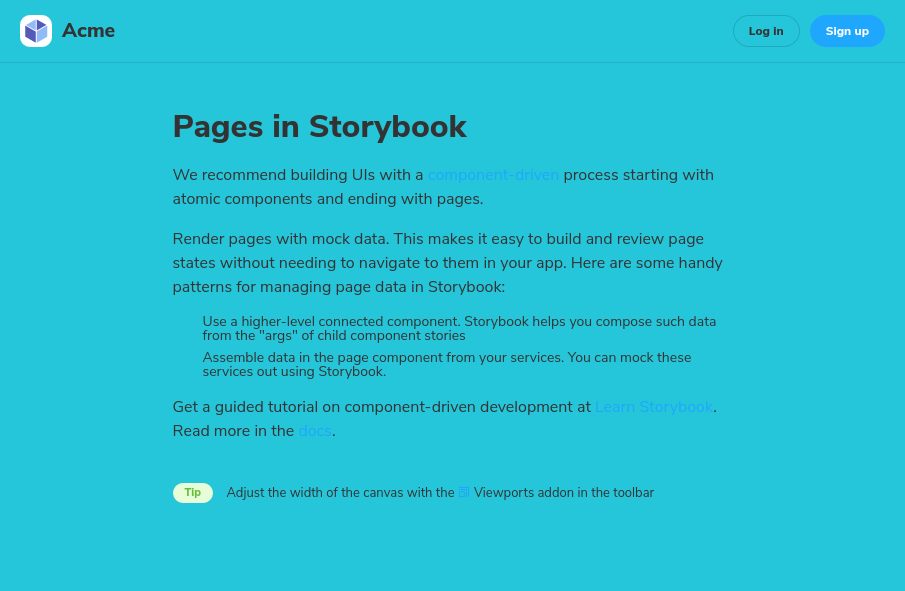 Acme
Log in
Sign up
Pages in Storybook
We recommend building UIs with a component-driven process starting with
atomic components and ending with pages.
Render pages with mock data. This makes it easy to build and review page
states without needing to navigate to them in your app. Here are some handy
patterns for managing page data in Storybook:
Use a higher-level connected component. Storybook helps you compose such data
from the "args" of child component stories
Assemble data in the page component from your services. You can mock these
services out using Storybook.
Get a guided tutorial on component-driven development at Learn Storybook.
Read more in the docs.
Tip Adjust the width of the canvas with the Viewports addon in the toolbar